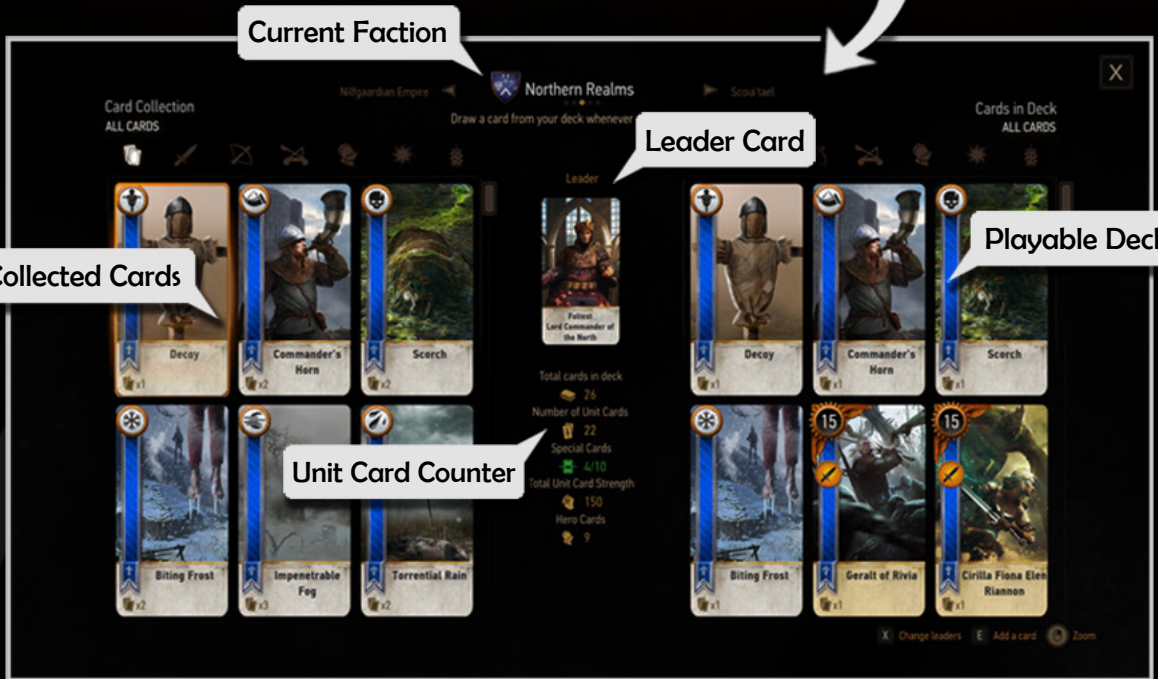 Current Faction
Nilfgaardian Empire
Northern Realms
Scoia'tael
X
Card Collection
ALL CARDS
Draw a card from your deck whenever
Cards in Deck
ALL CARDS
Leader Card
Leader
Collected Cards
Playable Deck
Decoy
x1
Commander's
Horn
x2
Scorch
x2
Foltest
Lord Commander of
the North
Decoy
x1
Commander's
Horn
x1
Scorch
x1
Total cards in deck
26
Number of Unit Cards
22
Special Cards
4/10
Total Unit Card Strength
150
Hero Cards
9
Unit Card Counter
Biting Frost
x2
Impenetrable
Fog
x3
Torrential Rain
x2
Biting Frost
x1
15
Geralt of Rivia
x1
15
Cirilla Fiona Elen
Riannon
x1
X Change leaders E Add a card Zoom